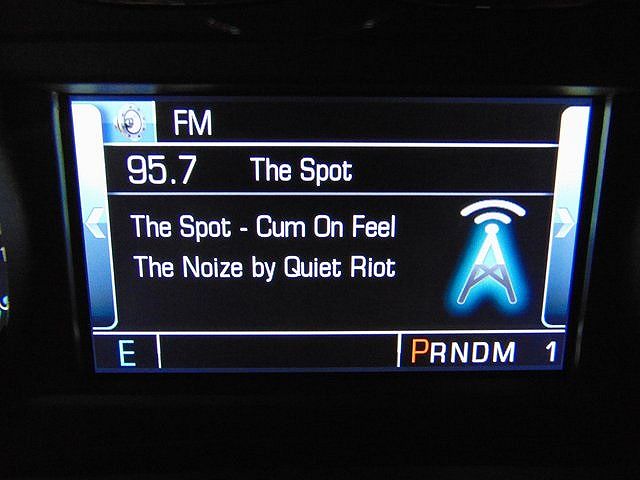 FM
95.7 The Spot
The Spot - Cum On Feel
The Noize by Quiet Riot
E PRNDM 1